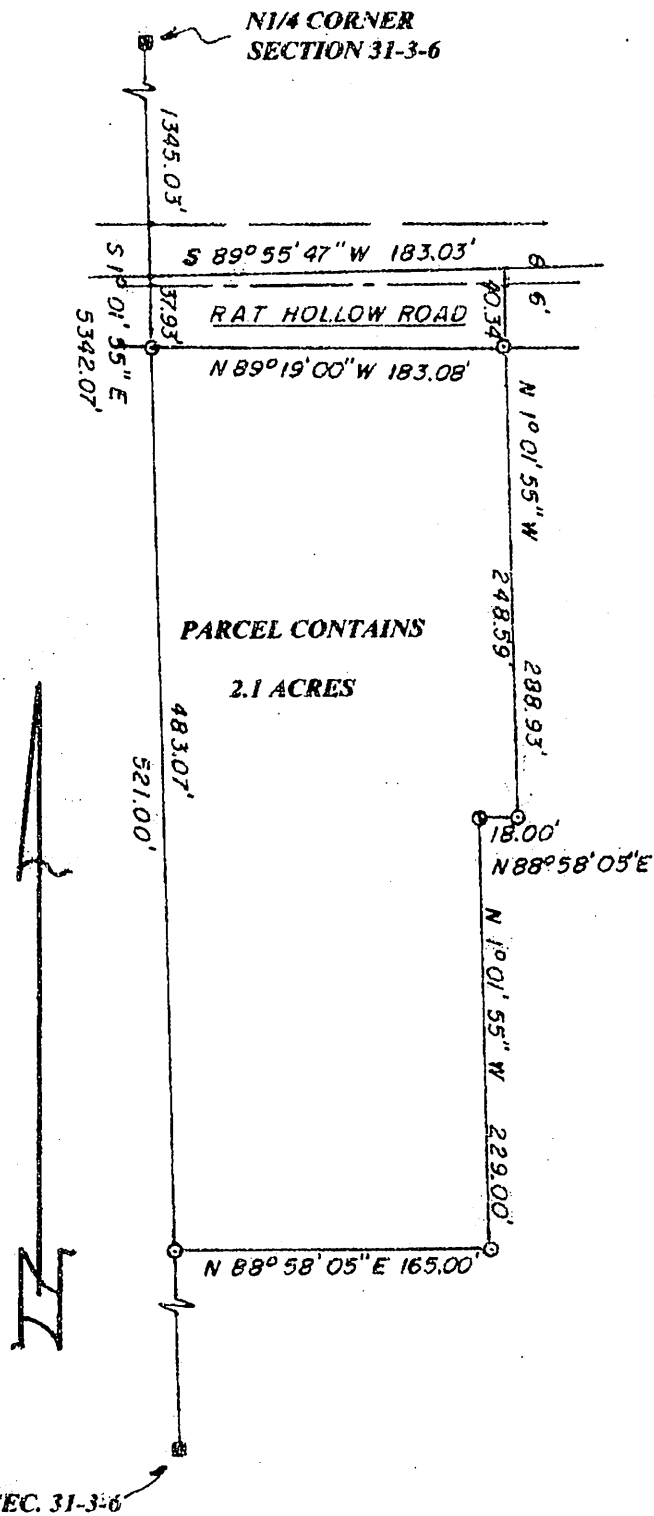 N1/4 CORNER
SECTION 31-3-6
1345.03'
S 89° 55' 47" W 183.03'
S 1° 01' 55" E
5342.07'
37.93'
RAT HOLLOW ROAD
40.34'
8
6'
N 89° 19' 00" W 183.08'
N 1° 01' 55" W
248.59'
288.93'
PARCEL CONTAINS
2.1 ACRES
483.07'
521.00'
18.00'
N 88° 58' 05" E
N 1° 01' 55" W 229.00'
N 88° 58' 05" E 165.00'
N
EC. 31-3-6